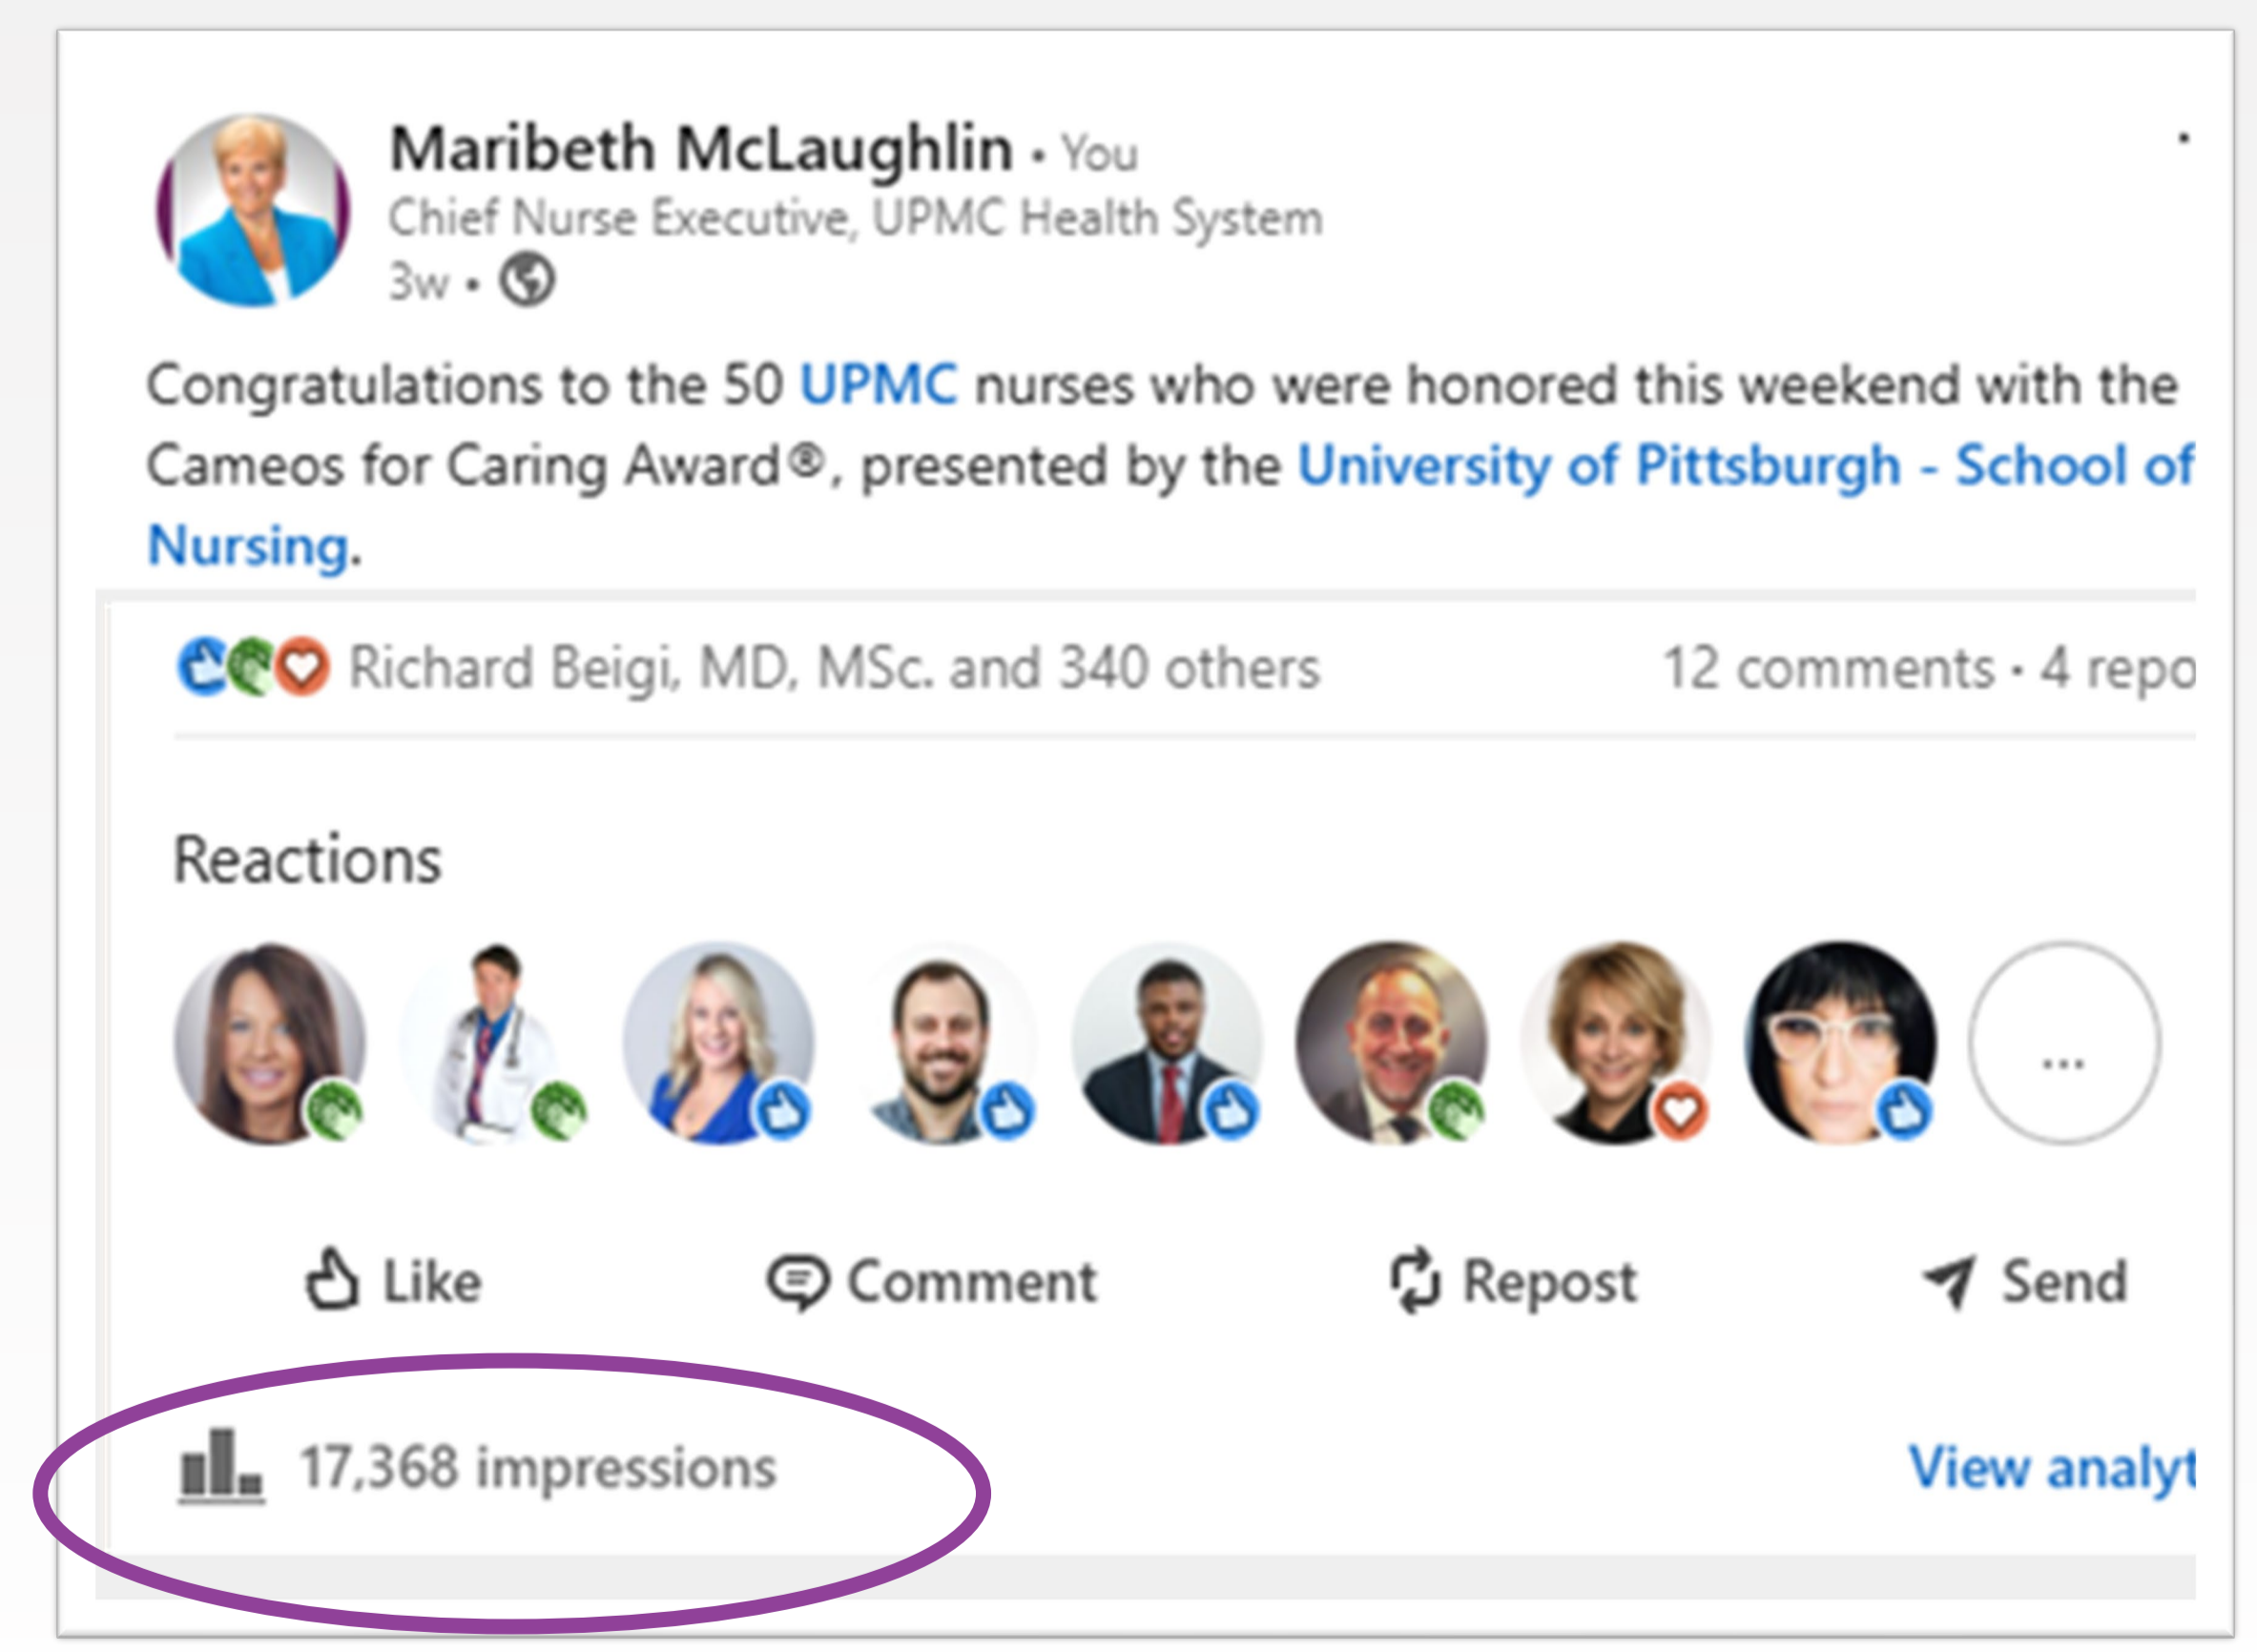 Maribeth McLaughlin • You
Chief Nurse Executive, UPMC Health System
3w •
Congratulations to the 50 UPMC nurses who were honored this weekend with the
Cameos for Caring Award®, presented by the University of Pittsburgh - School of
Nursing.
Richard Beigi, MD, MSc. and 340 others 12 comments • 4 repo
Reactions
...
Like Comment Repost Send
17,368 impressions View analyt